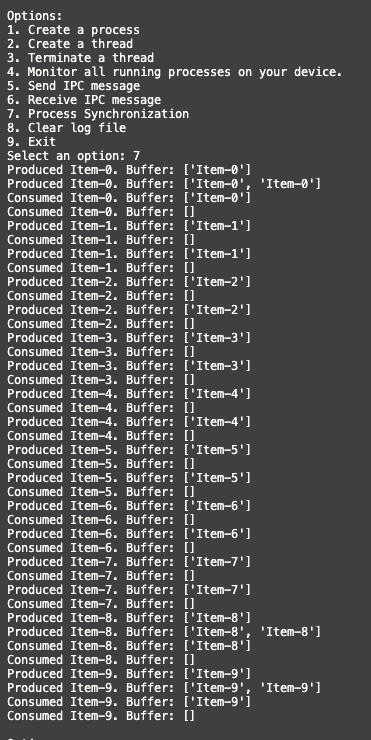 Options:
1. Create a process
2. Create a thread
3. Terminate a thread
4. Monitor all running processes on your device.
5. Send IPC message
6. Receive IPC message
7. Process Synchronization
8. Clear log file
9. Exit
Select an option: 7
Produced Item-0. Buffer: ['Item-0']
Produced Item-0. Buffer: ['Item-0', 'Item-0']
Consumed Item-0. Buffer: ['Item-0']
Consumed Item-0. Buffer: []
Produced Item-1. Buffer: ['Item-1']
Consumed Item-1. Buffer: []
Produced Item-1. Buffer: ['Item-1']
Consumed Item-1. Buffer: []
Produced Item-2. Buffer: ['Item-2']
Consumed Item-2. Buffer: []
Produced Item-2. Buffer: ['Item-2']
Consumed Item-2. Buffer: []
Produced Item-3. Buffer: ['Item-3']
Consumed Item-3. Buffer: []
Produced Item-3. Buffer: ['Item-3']
Consumed Item-3. Buffer: []
Produced Item-4. Buffer: ['Item-4']
Consumed Item-4. Buffer: []
Produced Item-4. Buffer: ['Item-4']
Consumed Item-4. Buffer: []
Produced Item-5. Buffer: ['Item-5']
Consumed Item-5. Buffer: []
Produced Item-5. Buffer: ['Item-5']
Consumed Item-5. Buffer: []
Produced Item-6. Buffer: ['Item-6']
Consumed Item-6. Buffer: []
Produced Item-6. Buffer: ['Item-6']
Consumed Item-6. Buffer: []
Produced Item-7. Buffer: ['Item-7']
Consumed Item-7. Buffer: []
Produced Item-7. Buffer: ['Item-7']
Consumed Item-7. Buffer: []
Produced Item-8. Buffer: ['Item-8']
Produced Item-8. Buffer: ['Item-8', 'Item-8']
Consumed Item-8. Buffer: ['Item-8']
Consumed Item-8. Buffer: []
Produced Item-9. Buffer: ['Item-9']
Produced Item-9. Buffer: ['Item-9', 'Item-9']
Consumed Item-9. Buffer: ['Item-9']
Consumed Item-9. Buffer: []